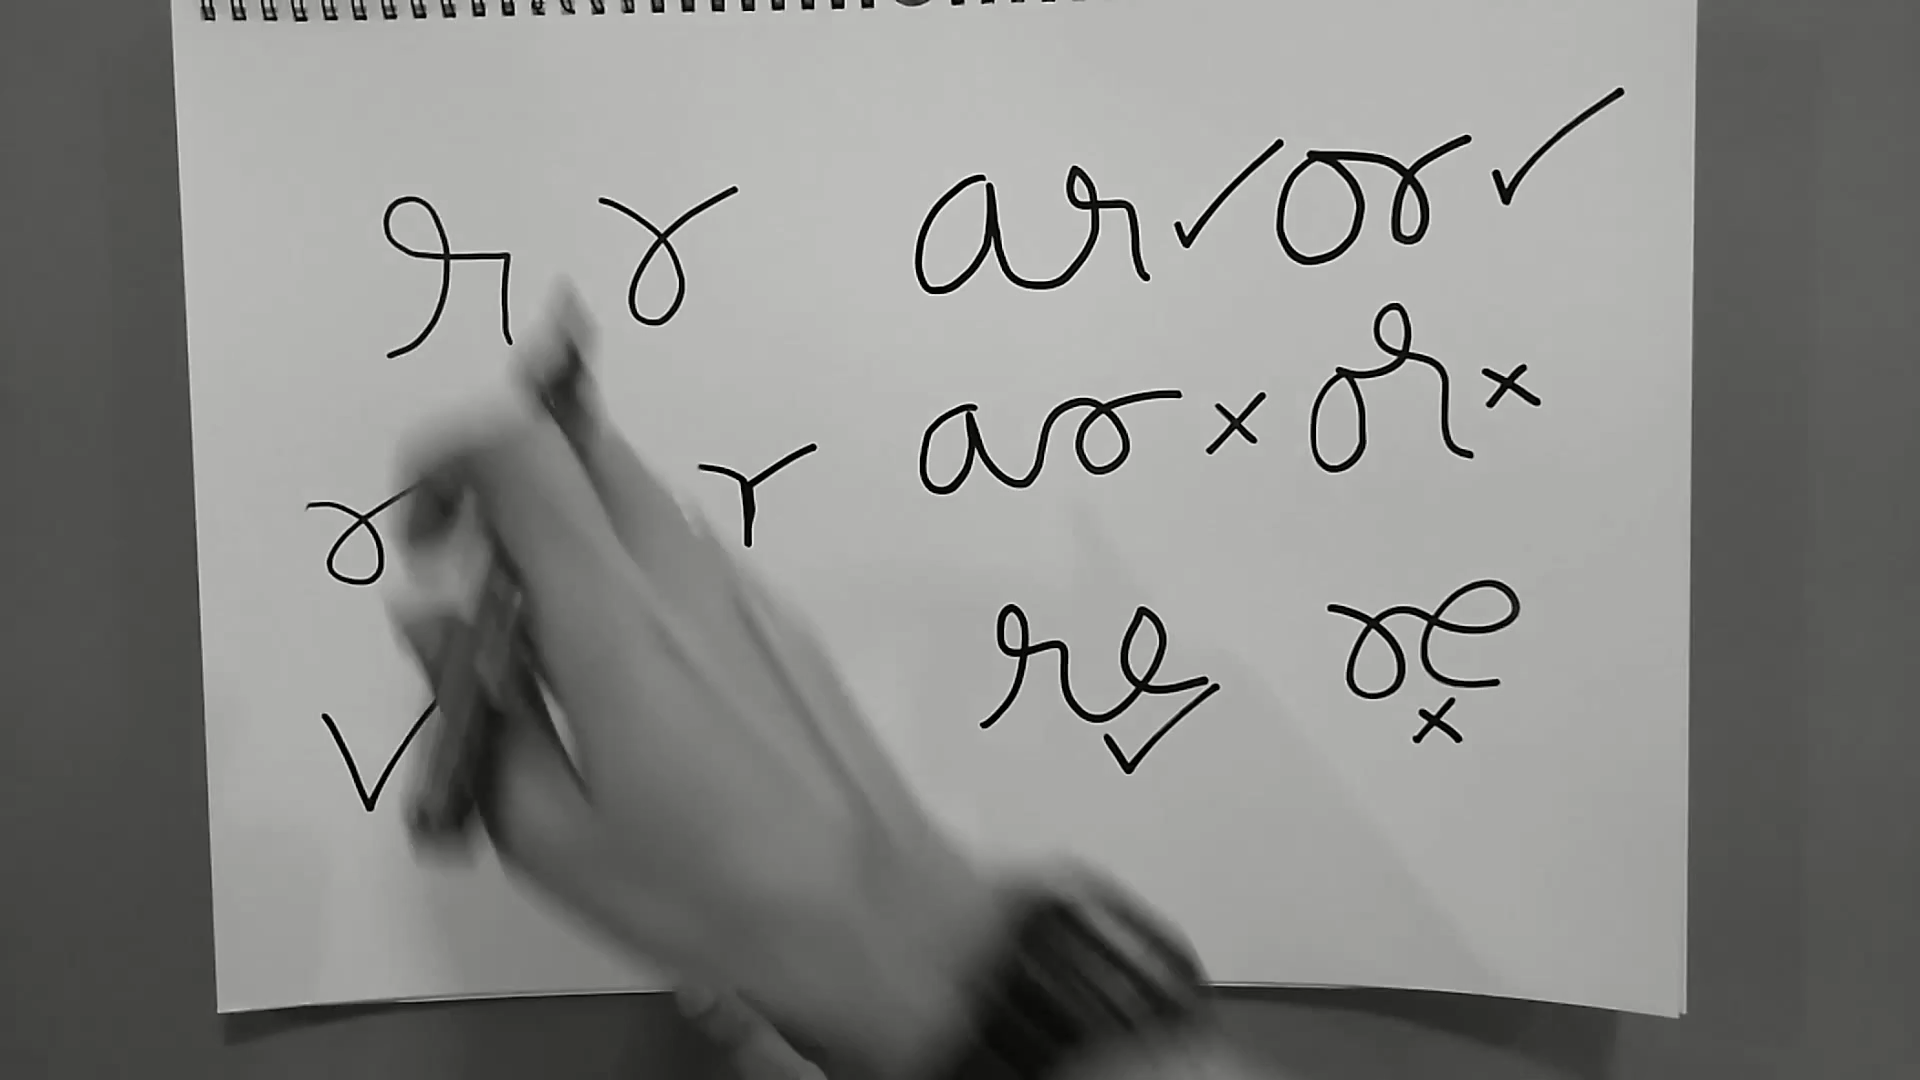 r r ar ✓ or ✓
r r ar × or ×
✓ re ✓ re ×